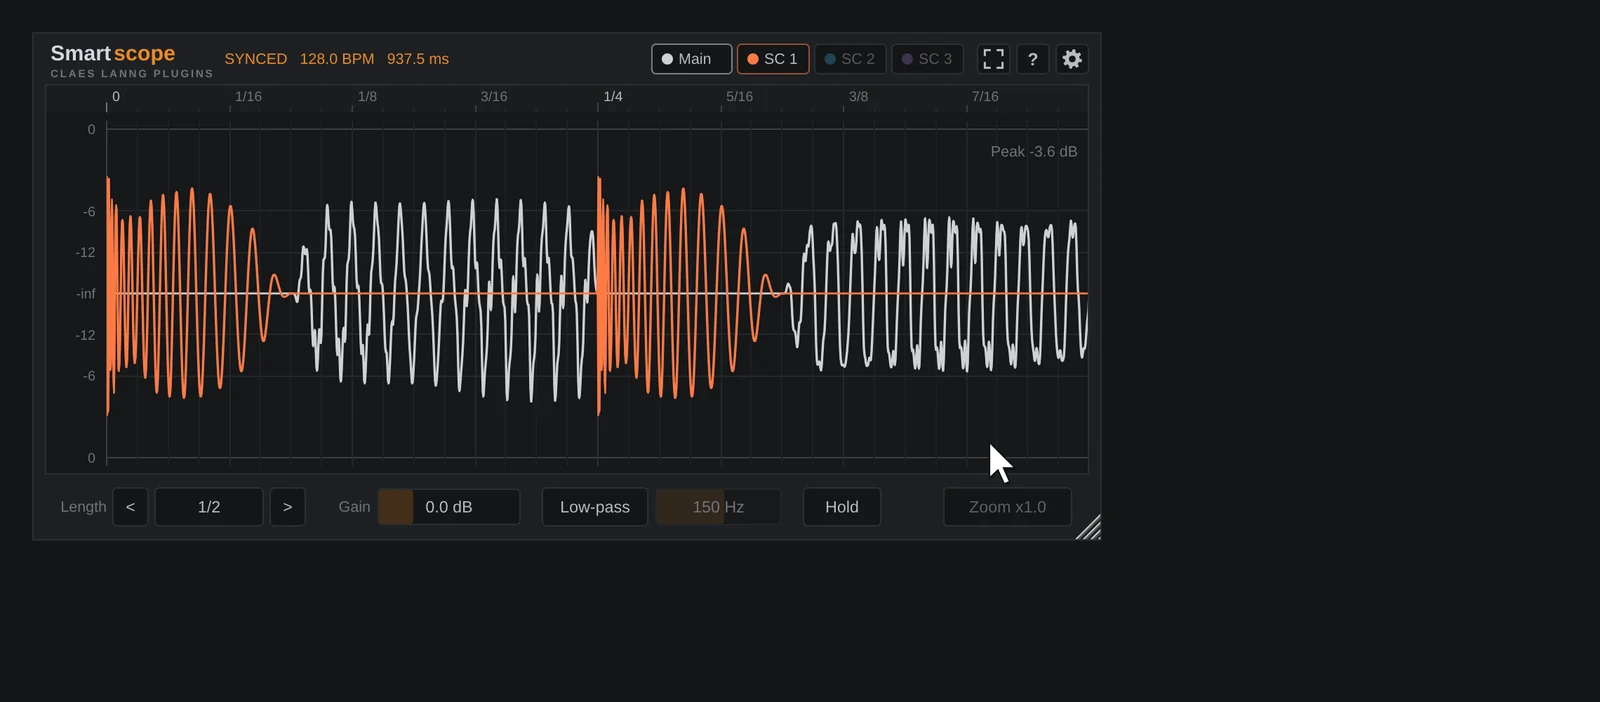 Smartscope SYNCED 128.0 BPM 937.5 ms Main SC 1 SC 2 SC 3 ?
CLAES LANNG PLUGINS
0 1/16 1/8 3/16 1/4 5/16 3/8 7/16
0
Peak -3.6 dB
-6
-12
-inf
-12
-6
0
Length < 1/2 > Gain 0.0 dB Low-pass 150 Hz Hold Zoom x1.0